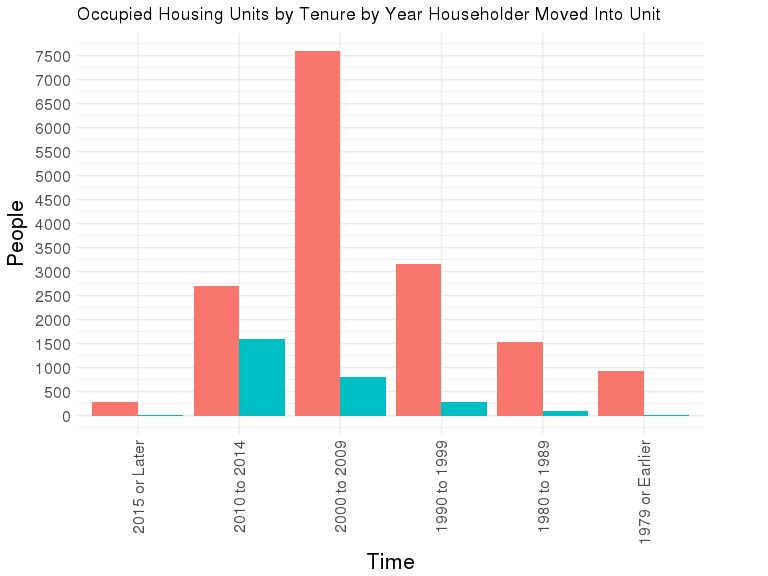 Occupied Housing Units by Tenure by Year Householder Moved Into Unit
People
7500
7000
6500
6000
5500
5000
4500
4000
3500
3000
2500
2000
1500
1000
500
0
2015 or Later
2010 to 2014
2000 to 2009
1990 to 1999
1980 to 1989
1979 or Earlier
Time